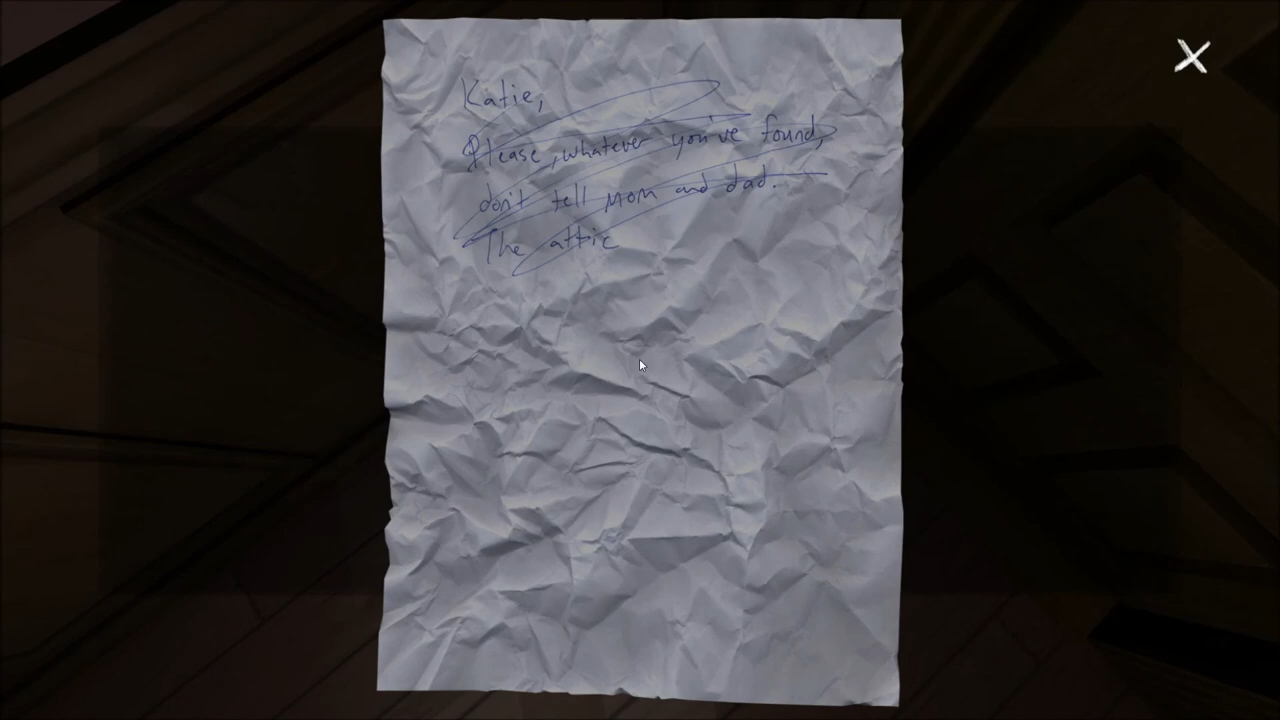 Katie,
Please, whatever you've found,
don't tell Mom and dad.
The attic